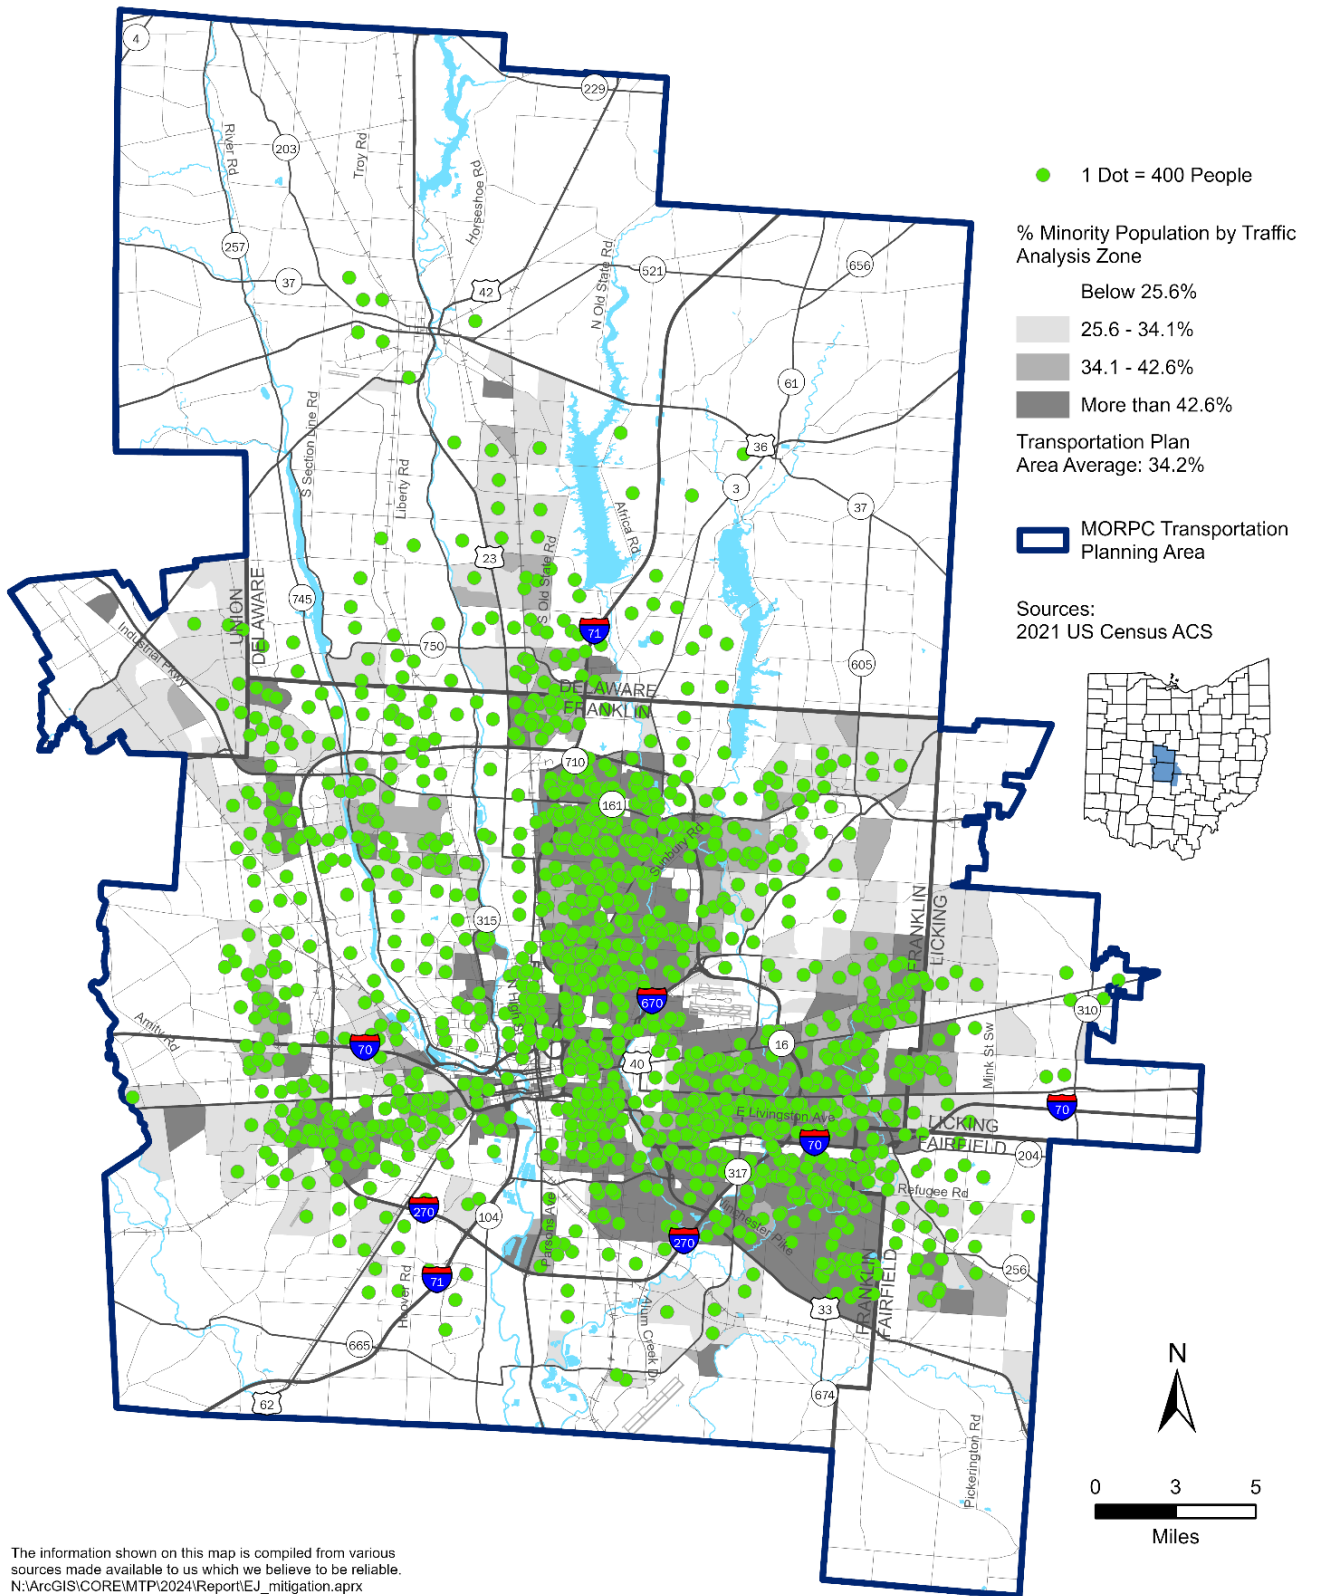 4
229
River Rd
203
Troy Rd
Horseshoe Rd
257
37
42
N Old State Rd
521
656
61
36
3
37
S Section Line Rd
Liberty Rd
Africa Rd
23
S Old State Rd
745
UNION
DELAWARE
Industrial Pkwy
750
71
605
DELAWARE
FRANKLIN
710
161
Sunbury Rd
315
FRANKLIN
LICKING
N High St
670
310
Amity Rd
70
16
40
Mink St Sw
E Livingston Ave
70
70
LICKING
FAIRFIELD
204
317
Refugee Rd
270
104
Parsons Ave
Winchester Pike
270
256
71
Hoover Rd
FRANKLIN
FAIRFIELD
33
Alum Creek Dr
665
62
674
Pickerington Rd
1 Dot = 400 People
% Minority Population by Traffic
Analysis Zone
Below 25.6%
25.6 - 34.1%
34.1 - 42.6%
More than 42.6%
Transportation Plan
Area Average: 34.2%
MORPC Transportation
Planning Area
Sources:
2021 US Census ACS
N
0 3 5
Miles
The information shown on this map is compiled from various
sources made available to us which we believe to be reliable.
N:\ArcGIS\CORE\MTP\2024\Report\EJ_mitigation.aprx